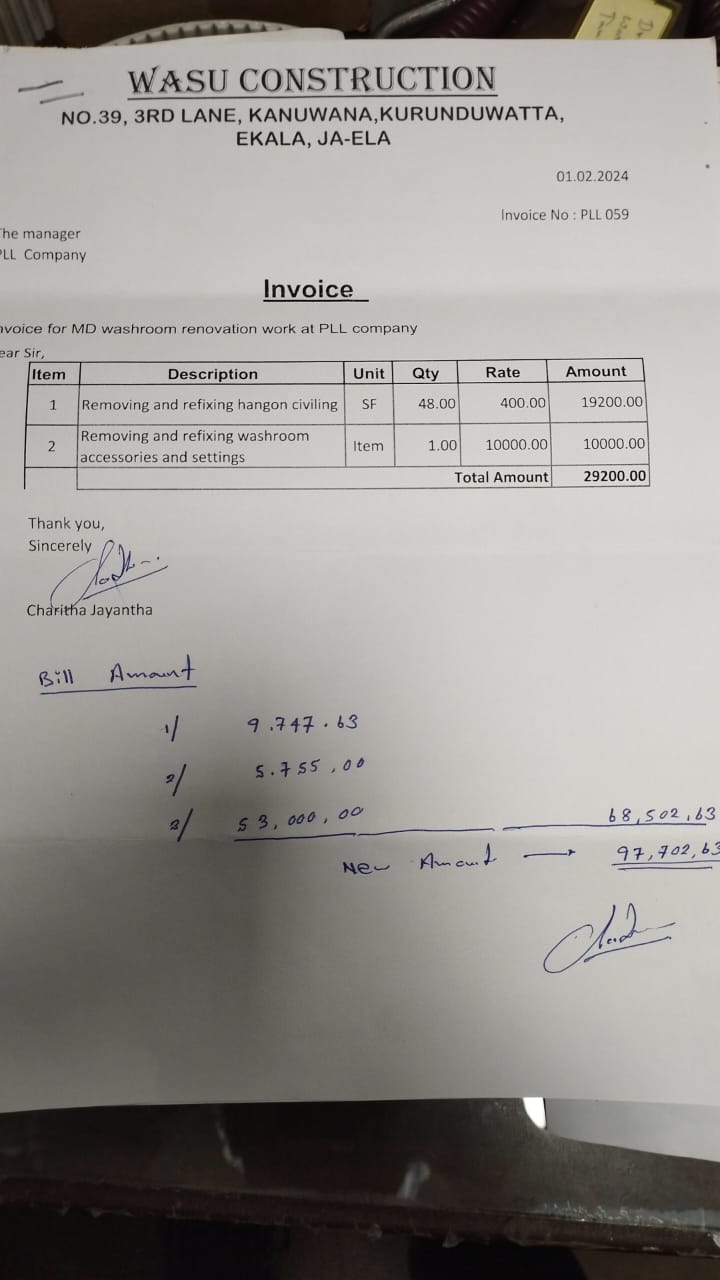 WASU CONSTRUCTION
NO.39, 3RD LANE, KANUWANA,KURUNDUWATTA,
EKALA, JA-ELA
01.02.2024
Invoice No : PLL 059
he manager
PLL Company
Invoice
nvoice for MD washroom renovation work at PLL company
ear Sir,
Item Description Unit Qty Rate Amount
1 Removing and refixing hangon civiling SF 48.00 400.00 19200.00
2 Removing and refixing washroom accessories and settings Item 1.00 10000.00 10000.00
Total Amount 29200.00
Thank you,
Sincerely
Charitha Jayantha
Bill Amount
1/ 9.747.63
2/ 5.755,00
3/ 53,000,00 68,502,63
New Amount → 97,702,63